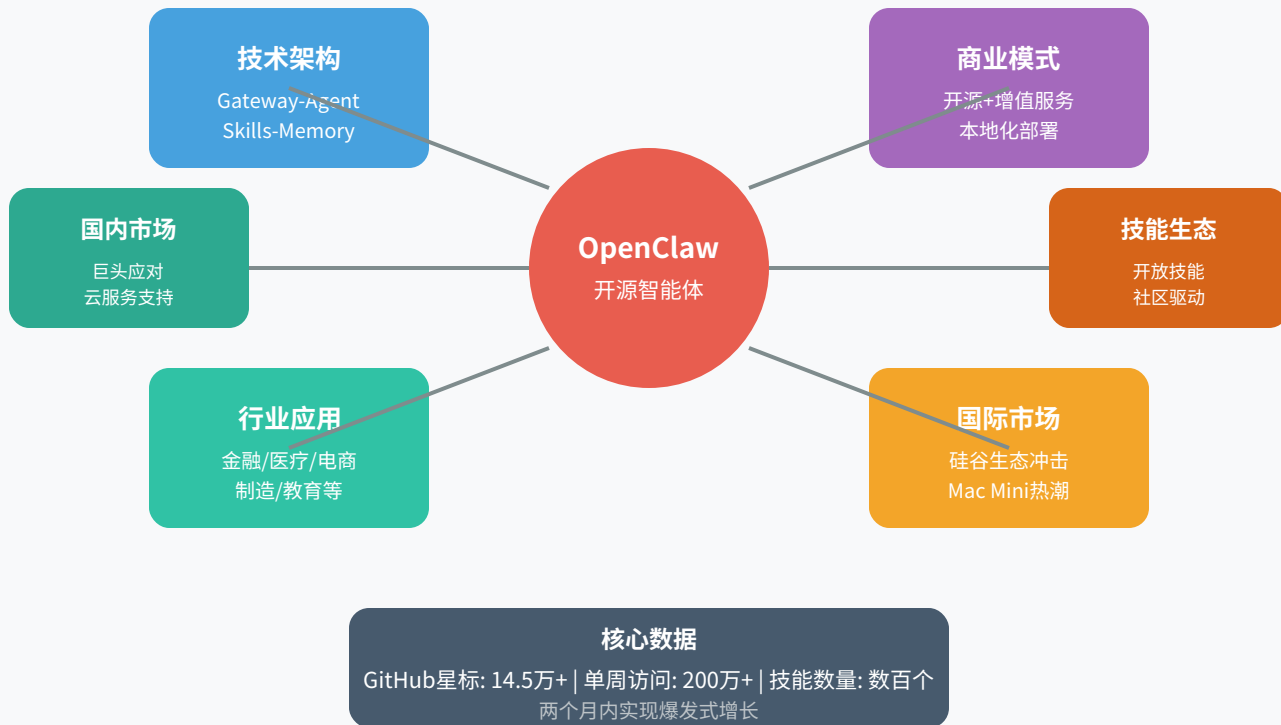 技术架构
Gateway-Agent
Skills-Memory
商业模式
开源+增值服务
本地化部署
国内市场
巨头应对
云服务支持
OpenClaw
开源智能体
技能生态
开放技能
社区驱动
行业应用
金融/医疗/电商
制造/教育等
国际市场
硅谷生态冲击
Mac Mini热潮
核心数据
GitHub星标: 14.5万+ | 单周访问: 200万+ | 技能数量: 数百个
两个月内实现爆发式增长